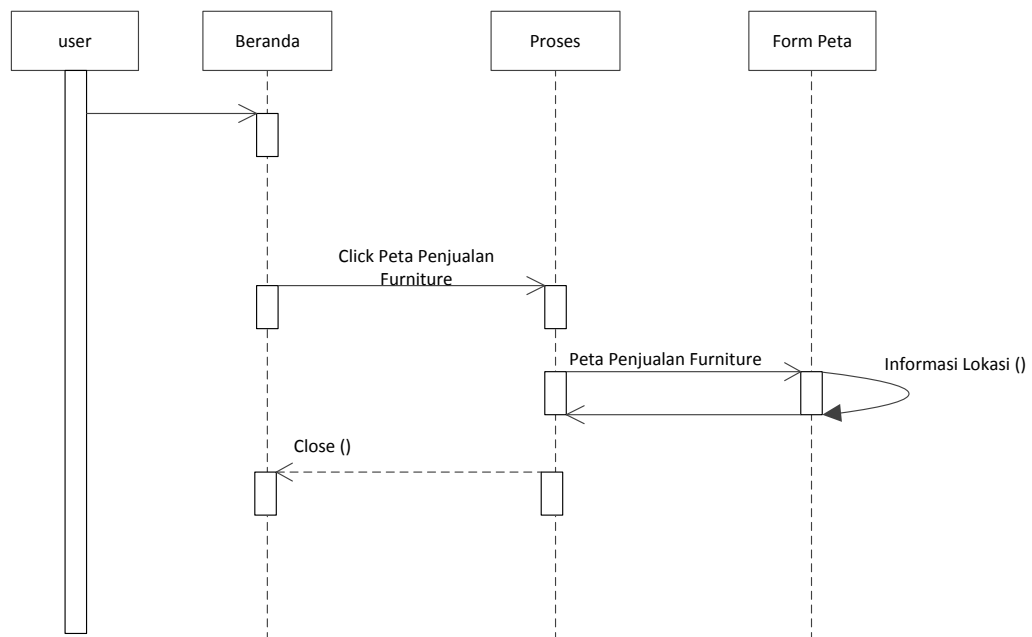 user
Beranda
Proses
Form Peta
Click Peta Penjualan
Furniture
Peta Penjualan Furniture
Informasi Lokasi ()
Close ()